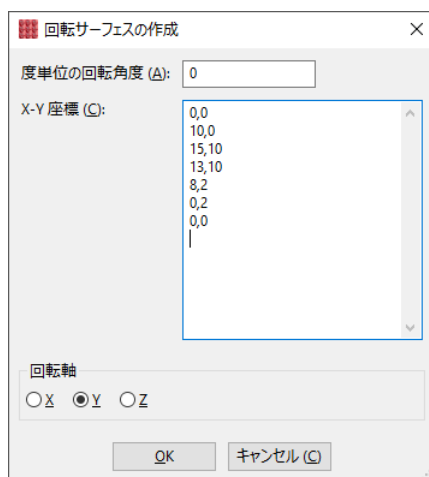 回転サーフェスの作成
度単位の回転角度 (A): 0
X-Y 座標 (C):
0,0
10,0
15,10
13,10
8,2
0,2
0,0
回転軸
X Y Z
OK キャンセル (C)